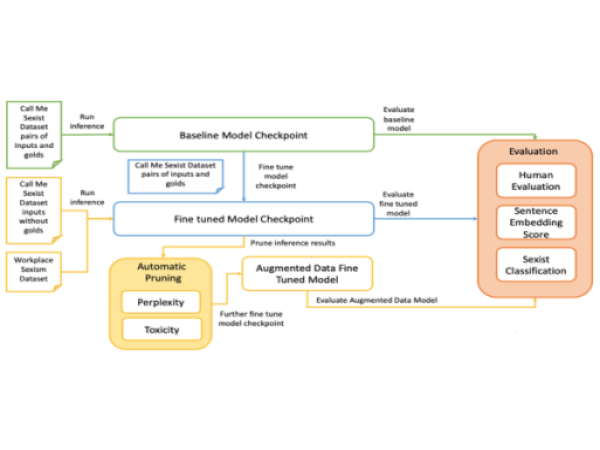 Call Me
Sexist
Dataset
pairs of
inputs and
golds
Run
inference
Baseline Model Checkpoint
Evaluate
baseline
model
Call Me Sexist Dataset
pairs of inputs and
golds
Fine tune
model
checkpoint
Call Me
Sexist
Dataset
inputs
without
golds
Run
inference
Fine tuned Model Checkpoint
Evaluate
fine tuned
model
Workplace
Sexism
Dataset
Prune inference results
Automatic
Pruning
Perplexity
Toxicity
Augmented Data Fine
Tuned Model
Further fine tune
model checkpoint
Evaluate Augmented Data Model
Evaluation
Human
Evaluation
Sentence
Embedding
Score
Sexist
Classification